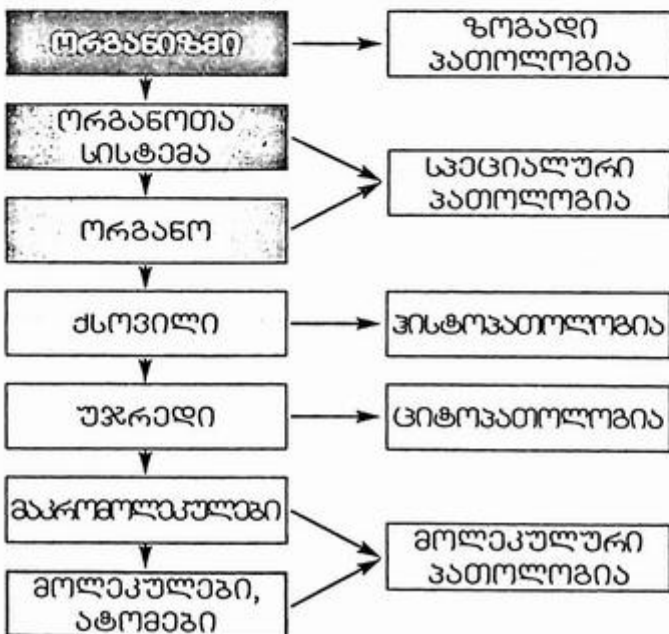 ორგანიზმი
ზოგადი
პათოლოგია
ორგანოთა
სისტემა
სპეციალური
პათოლოგია
ორგანო
ქსოვილი
ჰისტოპათოლოგია
უჯრედი
ციტოპათოლოგია
მაკრომოლეკულები
მოლეკულური
პათოლოგია
მოლეკულები,
ატომები